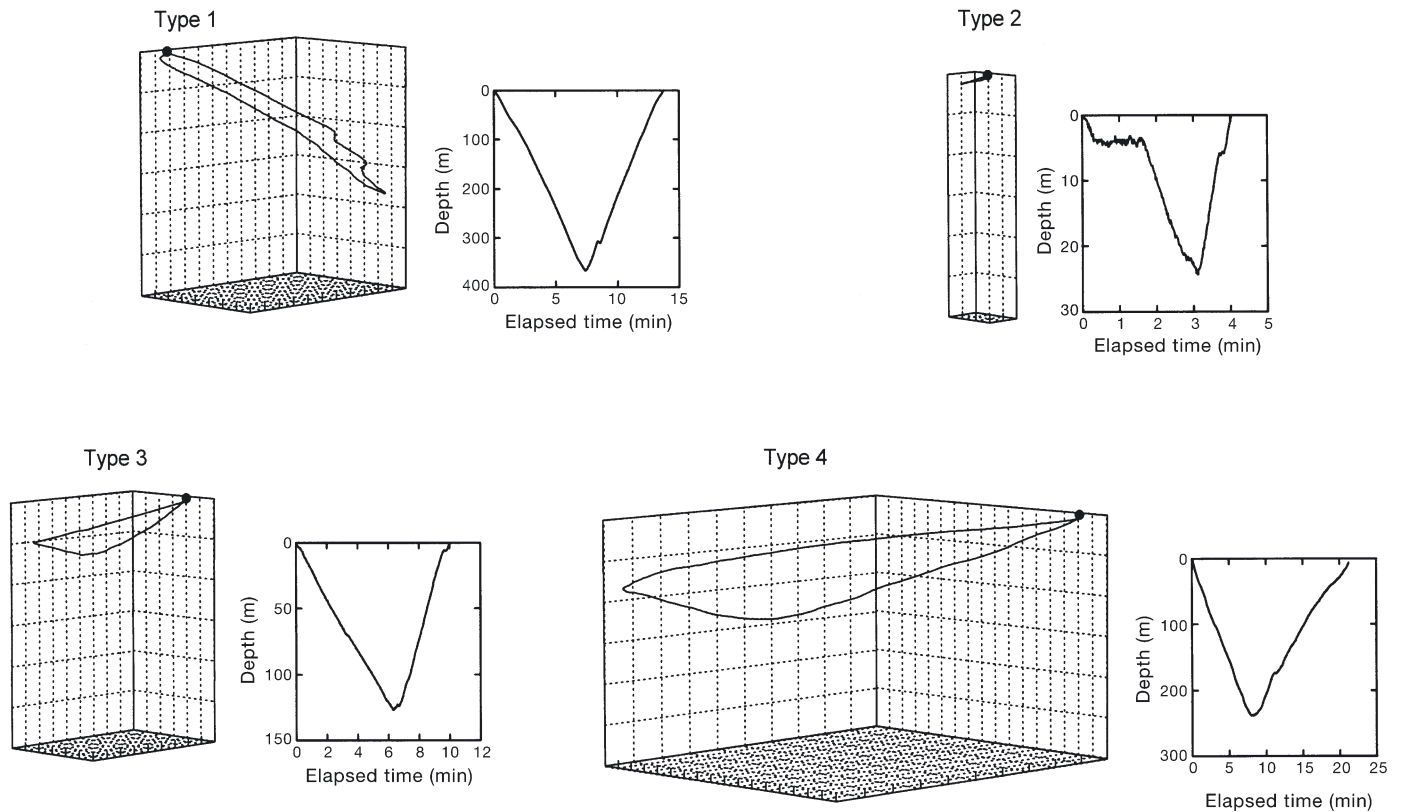 Type 1
0
100
200
300
400
Depth (m)
0 5 10 15
Elapsed time (min)
Type 2
0
10
20
30
Depth (m)
0 1 2 3 4 5
Elapsed time (min)
Type 3
0
50
100
150
Depth (m)
0 2 4 6 8 10 12
Elapsed time (min)
Type 4
0
100
200
300
Depth (m)
0 5 10 15 20 25
Elapsed time (min)